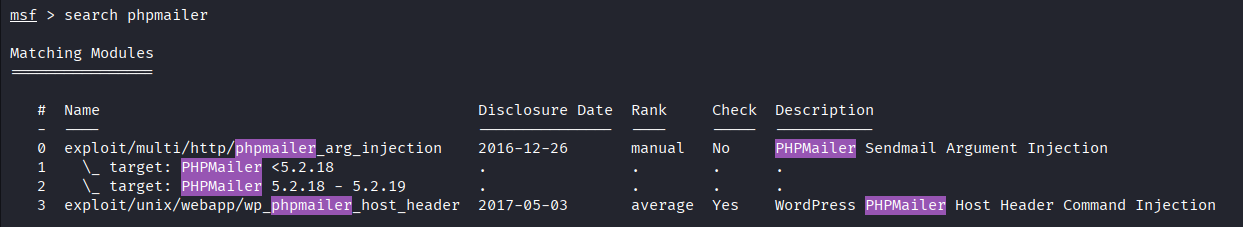 msf > search phpmailer
Matching Modules
================
#  Name                                        Disclosure Date  Rank     Check  Description
-  ----                                        ---------------  ----     -----  -----------
0  exploit/multi/http/phpmailer_arg_injection  2016-12-26       manual   No     PHPMailer Sendmail Argument Injection
1    \_ target: PHPMailer <5.2.18              .                .        .      .
2    \_ target: PHPMailer 5.2.18 - 5.2.19      .                .        .      .
3  exploit/unix/webapp/wp_phpmailer_host_header  2017-05-03       average  Yes    WordPress PHPMailer Host Header Command Injection